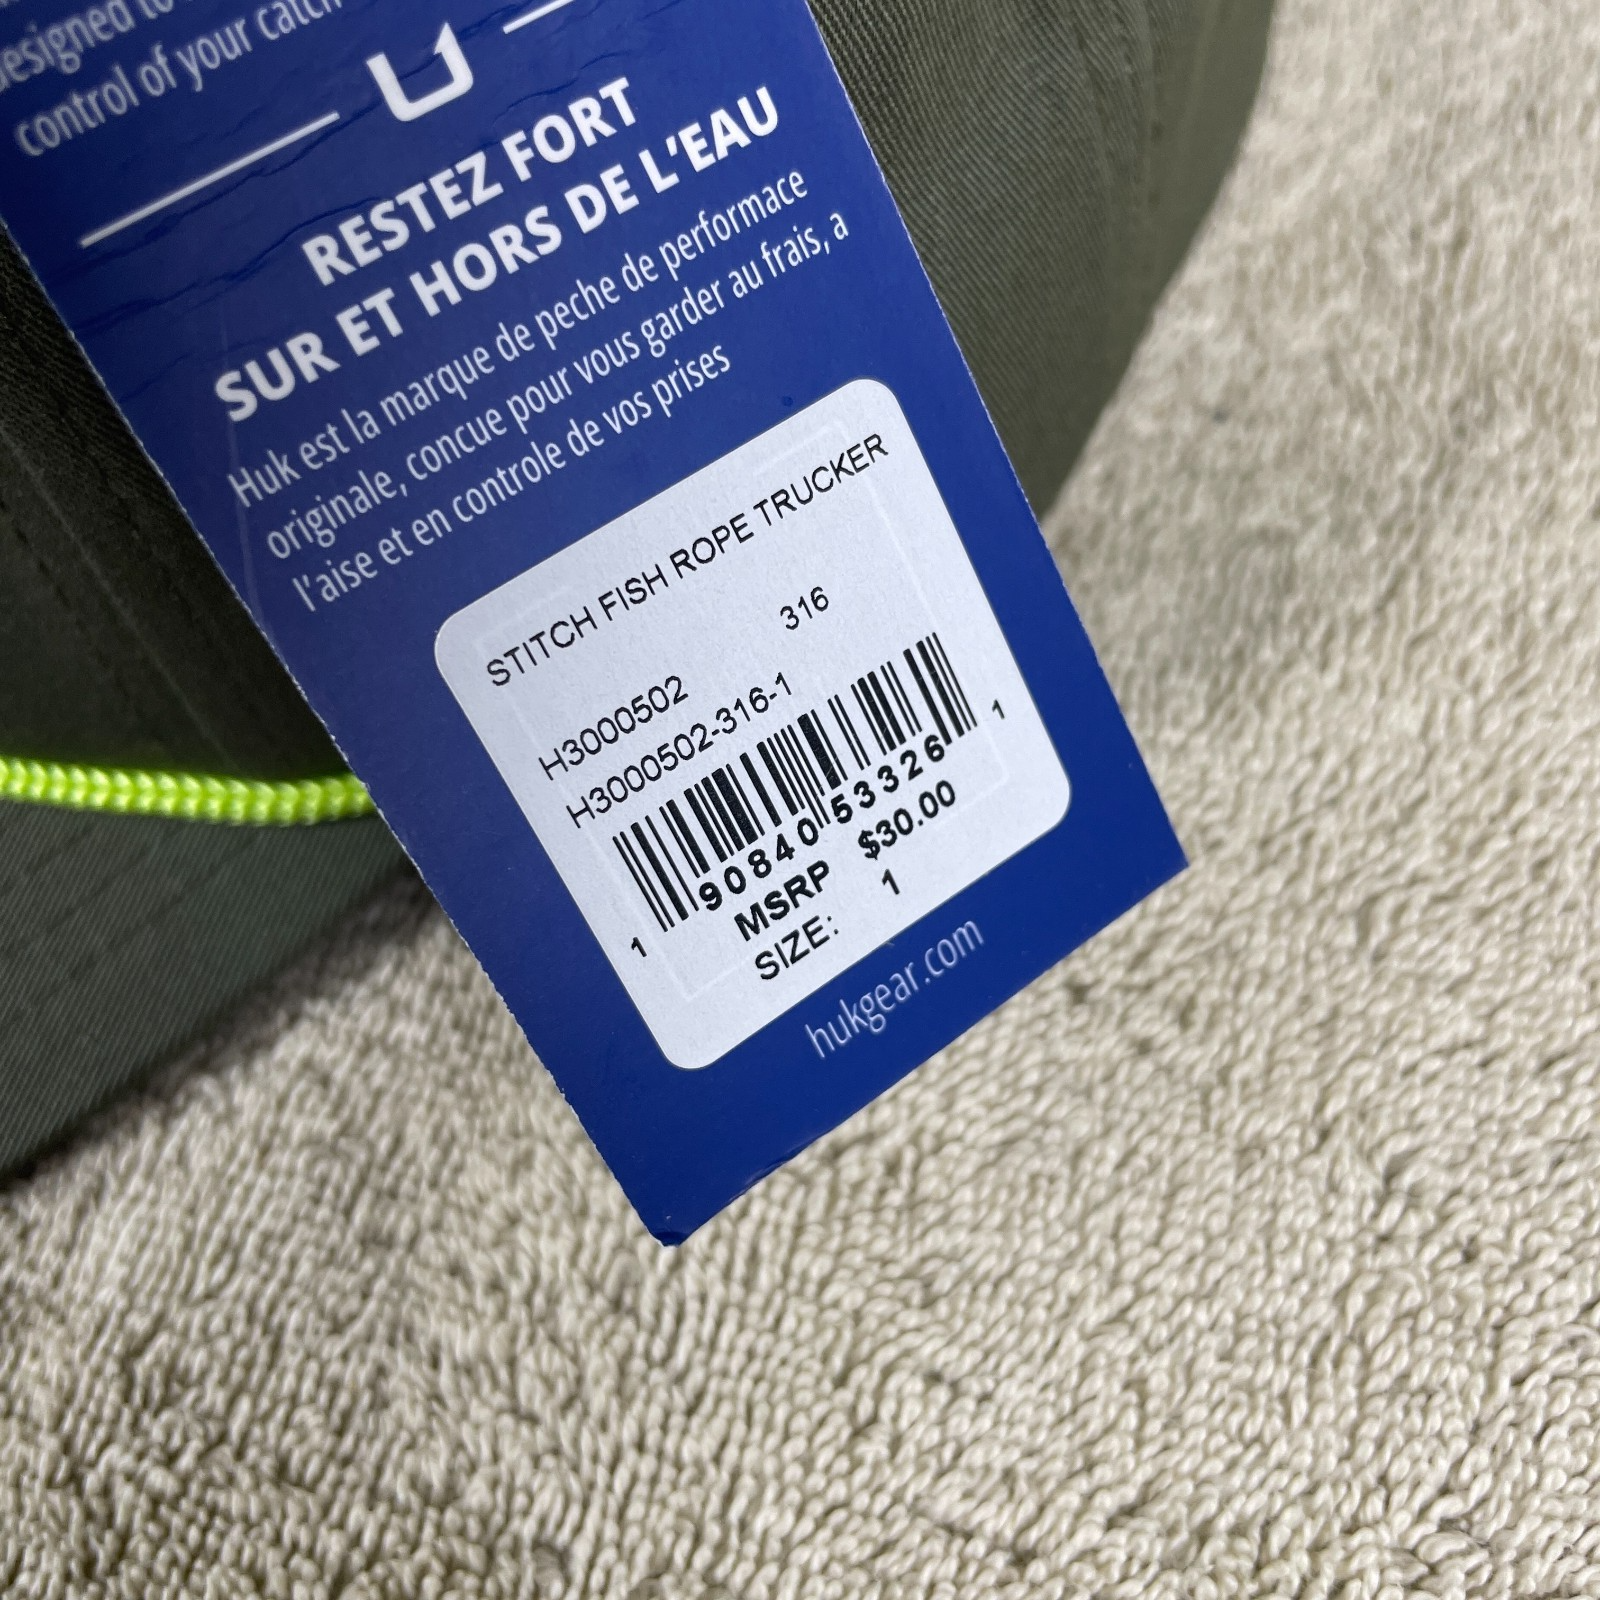 designed to
control of your catch
RESTEZ FORT
SUR ET HORS DE L'EAU
Huk est la marque de peche de performace
originale, concue pour vous garder au frais, a
l'aise et en controle de vos prises
STITCH FISH ROPE TRUCKER
H3000502 316
H3000502-316-1
1 90840 53326 1
MSRP $30.00
SIZE: 1
hukgear.com